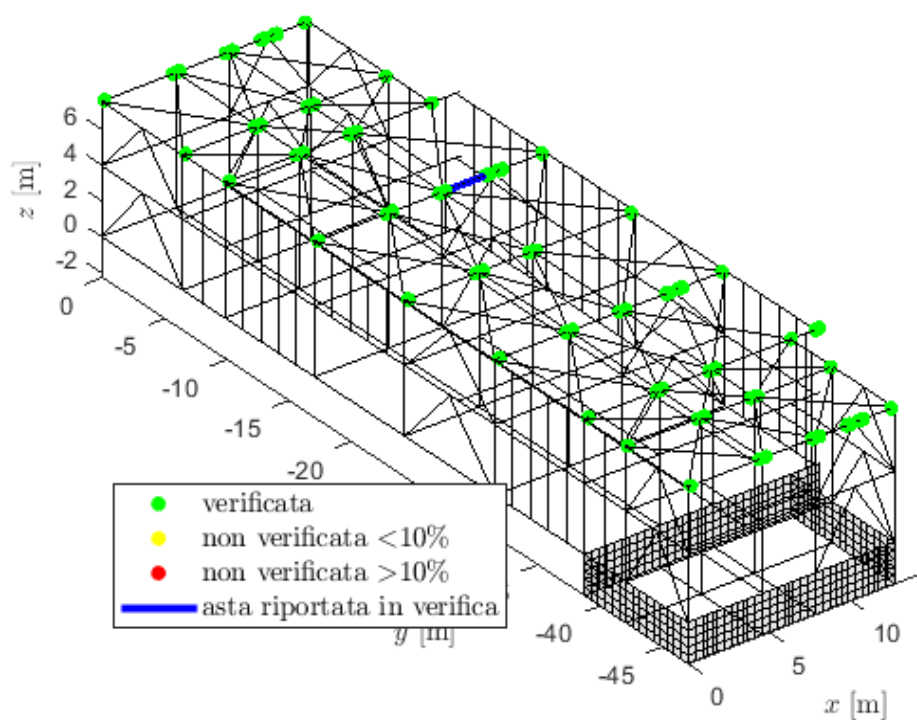 6
4
2
0
-2
z [m]
0
-5
-10
-15
-20
verificata
non verificata <10%
non verificata >10%
asta riportata in verifica
y [m]
-40
-45
0
5
10
x [m]